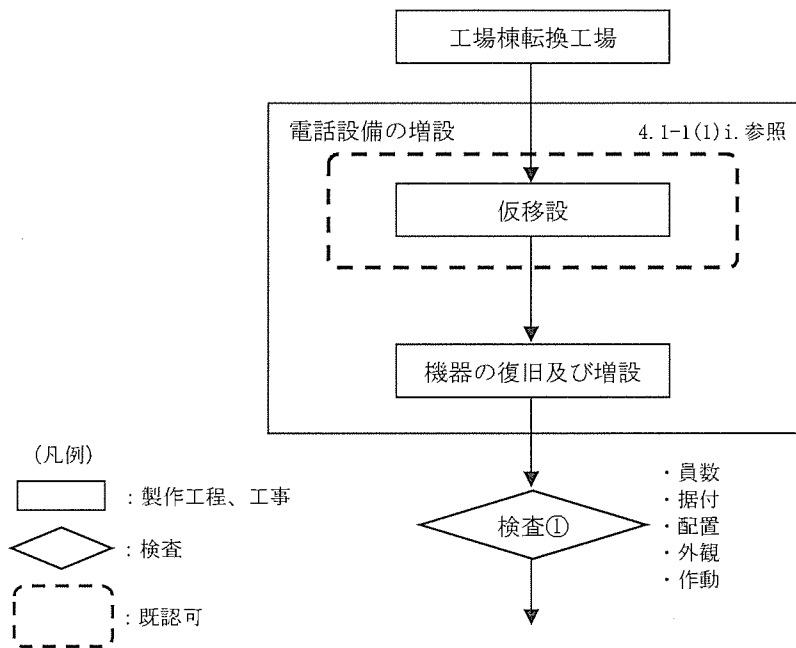 工場棟転換工場
電話設備の増設
4.1-1(1)i.参照
仮移設
機器の復旧及び増設
検査①
・員数
・据付
・配置
・外観
・作動
(凡例)
：製作工程、工事
：検査
：既認可